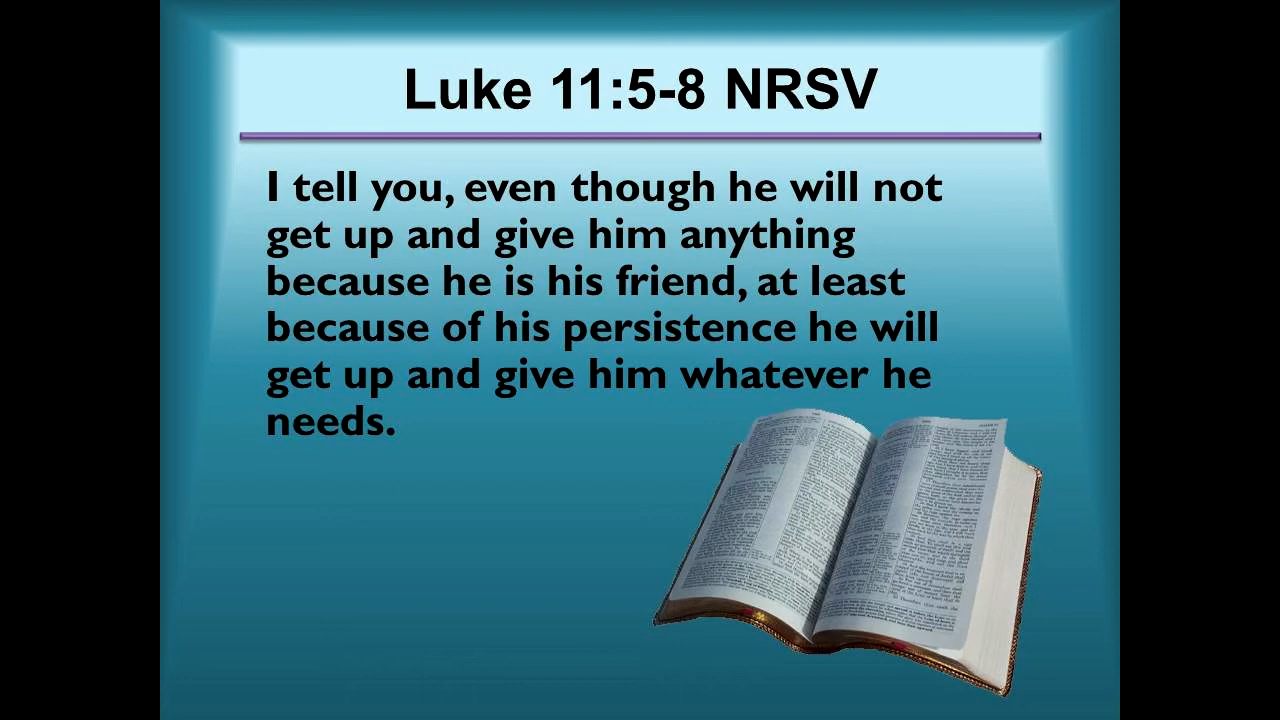 Luke 11:5-8 NRSV
I tell you, even though he will not
get up and give him anything
because he is his friend, at least
because of his persistence he will
get up and give him whatever he
needs.